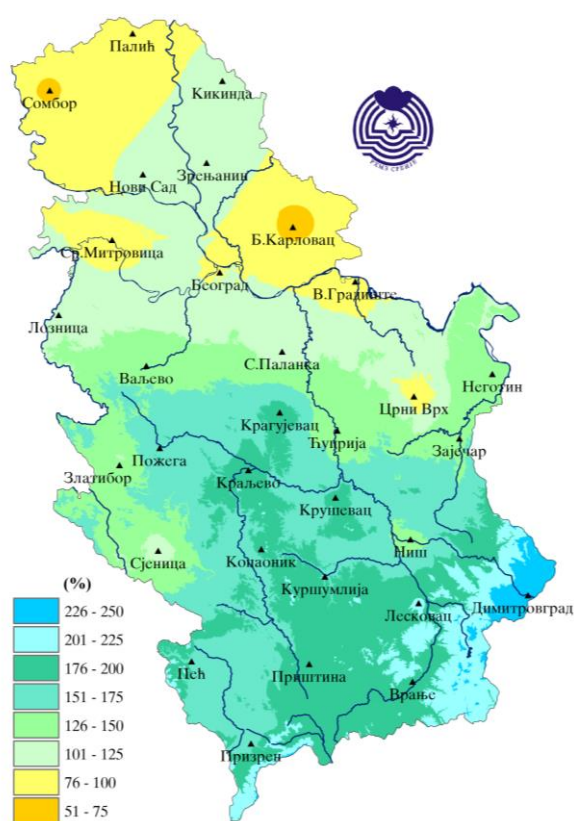 Палић
Сомбор
Кикинда
Зрењанин
Нови Сад
Б.Карловац
Ср.Митровица
Београд
В.Градиште
Лозница
С.Паланка
Ваљево
Неготин
Црни Врх
Крагујевац
Ћуприја
Зајечар
Пожега
Златибор
Краљево
Крушевац
Ниш
Сјеница
Копаоник
Куршумлија
Лесковац
Димитровград
Пећ
Приштина
Врање
Призрен
(%)
226 - 250
201 - 225
176 - 200
151 - 175
126 - 150
101 - 125
76 - 100
51 - 75